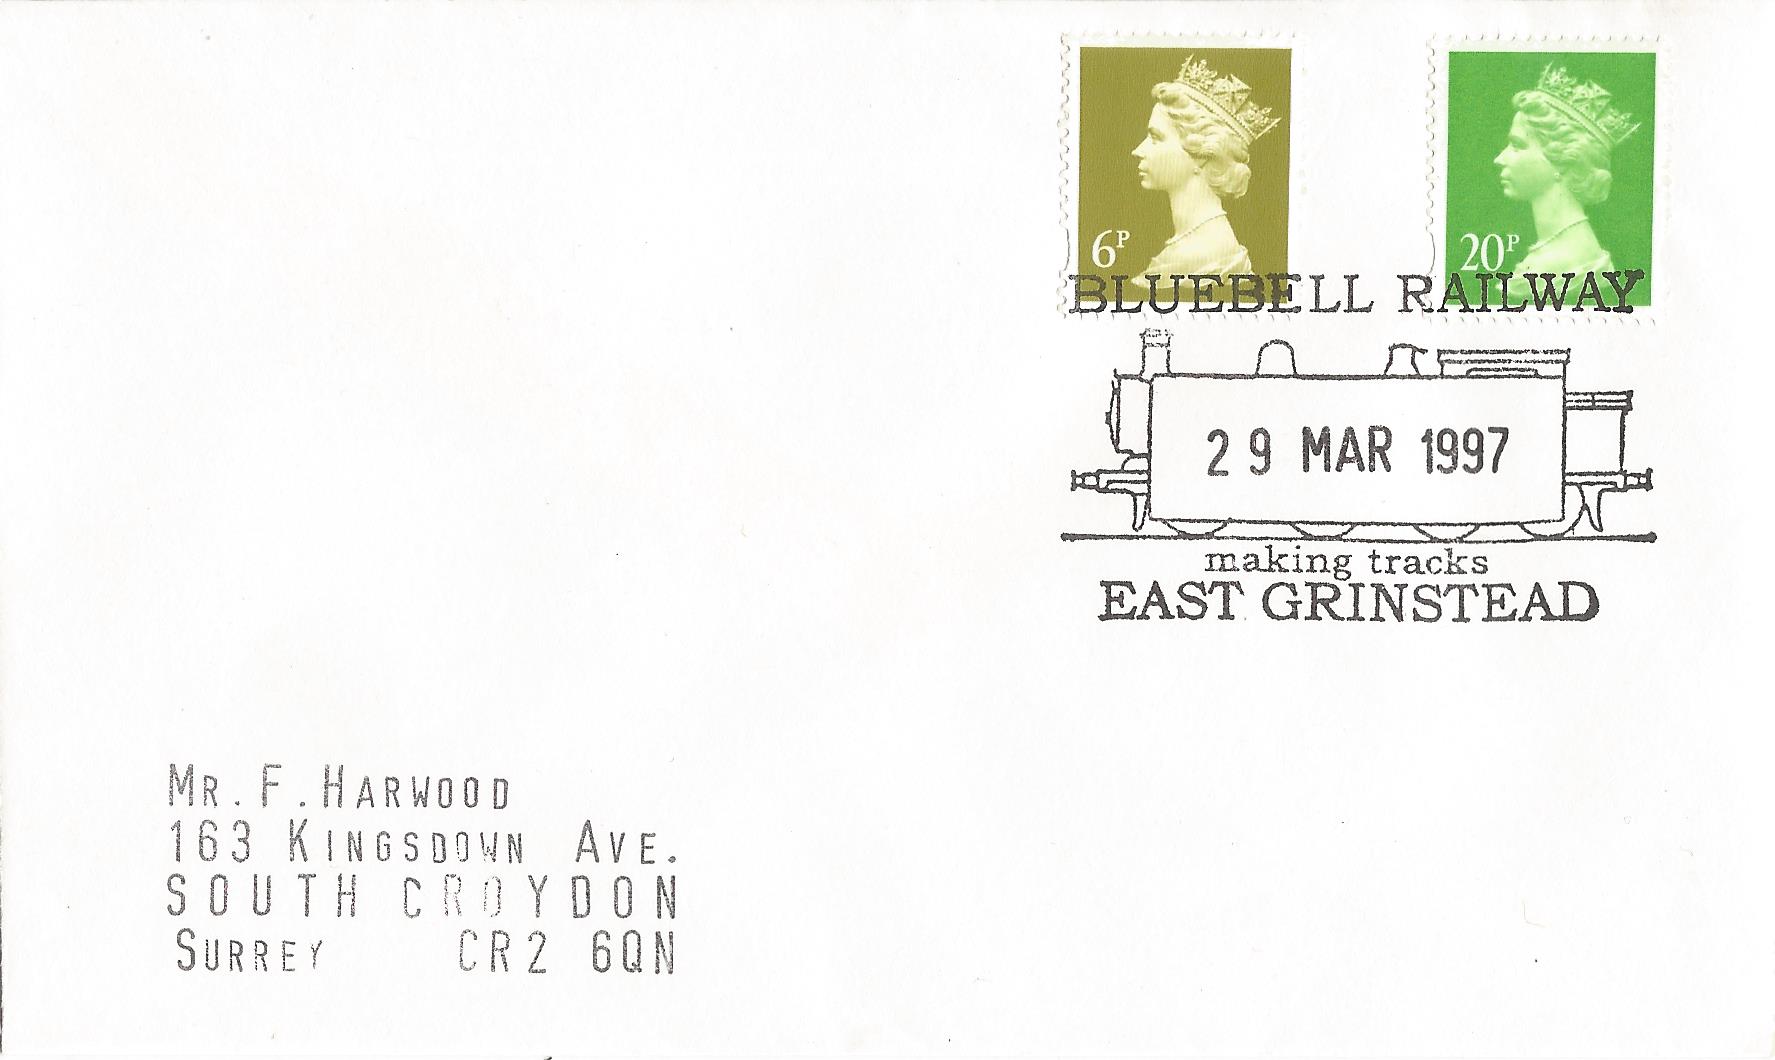 6P
20P
BLUEBELL RAILWAY
29 MAR 1997
making tracks
EAST GRINSTEAD
MR. F. HARWOOD
163 KINGSDOWN AVE.
SOUTH CROYDON
SURREY CR2 6QN